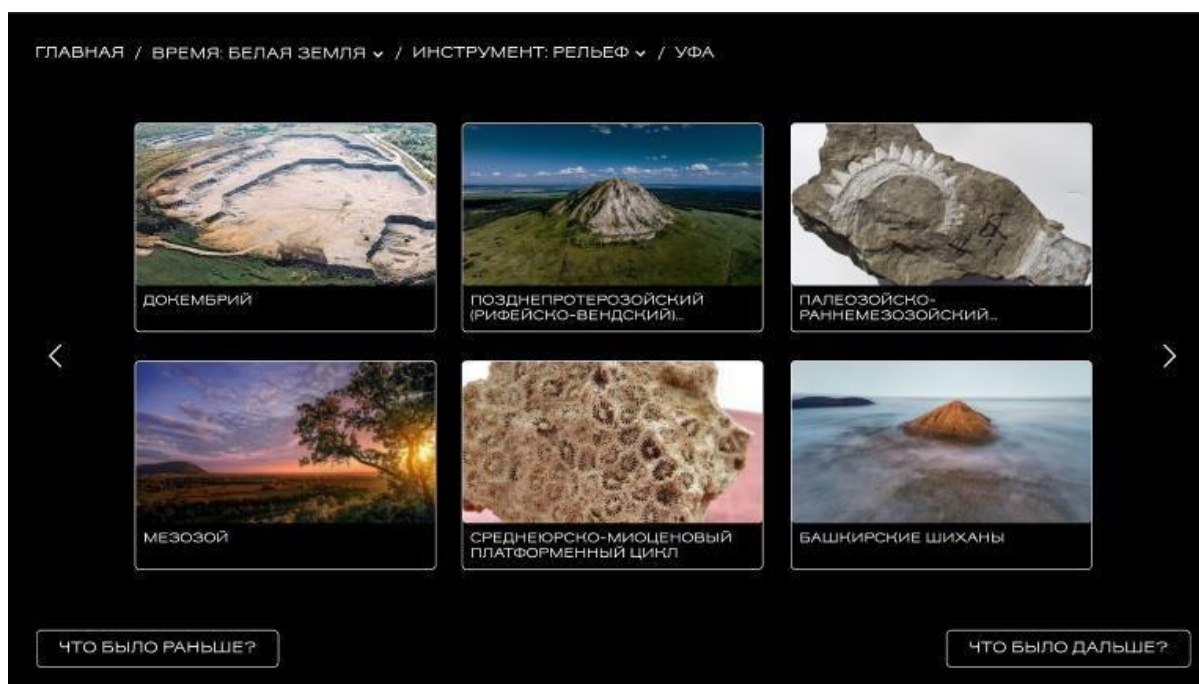 ГЛАВНАЯ / ВРЕМЯ: БЕЛАЯ ЗЕМЛЯ / ИНСТРУМЕНТ: РЕЛЬЕФ / УФА
ДОКЕМБРИЙ
ПОЗДНЕПРОТЕРОЗОЙСКИЙ
(РИФЕЙСКО-ВЕНДСКИЙ)...
ПАЛЕОЗОЙСКО-
РАННЕМЕЗОЗОЙСКИЙ...
МЕЗОЗОЙ
СРЕДНЕЮРСКО-МИОЦЕНОВЫЙ
ПЛАТФОРМЕННЫЙ ЦИКЛ
БАШКИРСКИЕ ШИХАНЫ
ЧТО БЫЛО РАНЬШЕ?
ЧТО БЫЛО ДАЛЬШЕ?